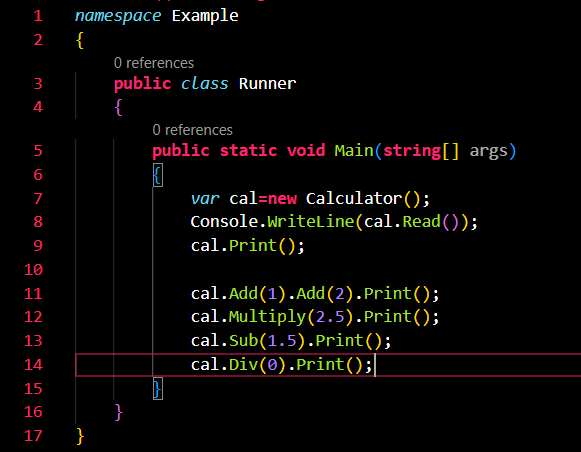 1 namespace Example
2 {
0 references
3 public class Runner
4 {
0 references
5 public static void Main(string[] args)
6 {
7 var cal=new Calculator();
8 Console.WriteLine(cal.Read());
9 cal.Print();
10
11 cal.Add(1).Add(2).Print();
12 cal.Multiply(2.5).Print();
13 cal.Sub(1.5).Print();
14 cal.Div(0).Print();
15 }
16 }
17 }